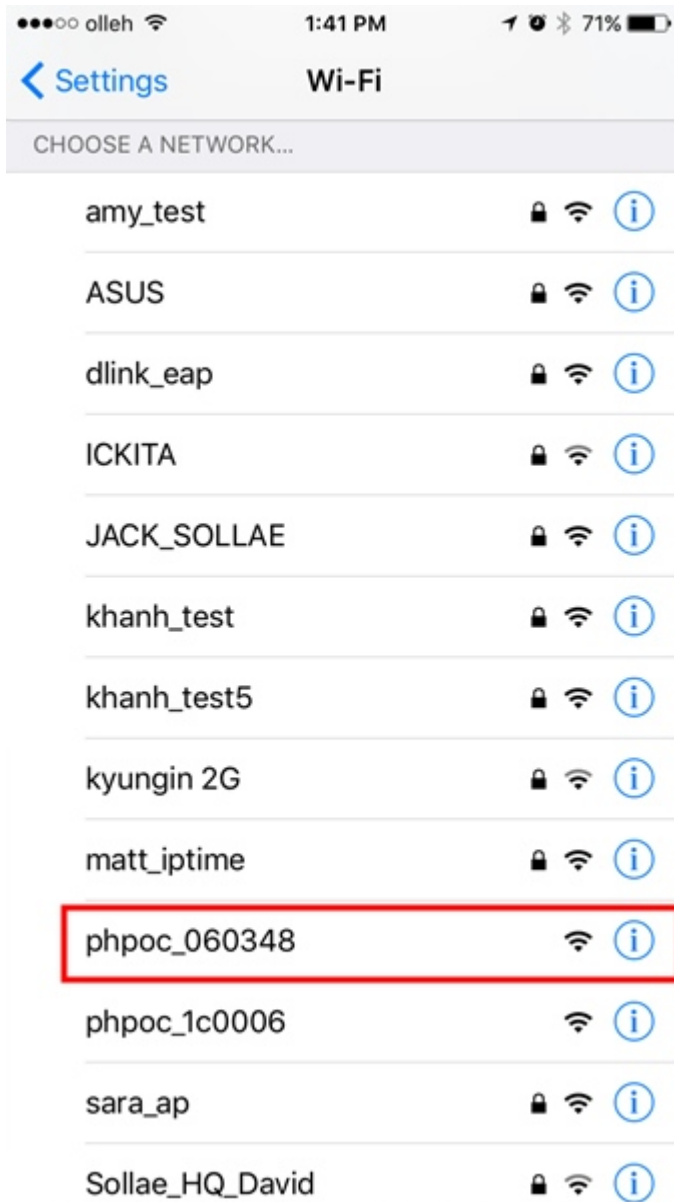 olleh 1:41 PM 71%
Settings Wi-Fi
CHOOSE A NETWORK...
amy_test
ASUS
dlink_eap
ICKITA
JACK_SOLLAE
khanh_test
khanh_test5
kyungin 2G
matt_iptime
phpoc_060348
phpoc_1c0006
sara_ap
Sollae_HQ_David